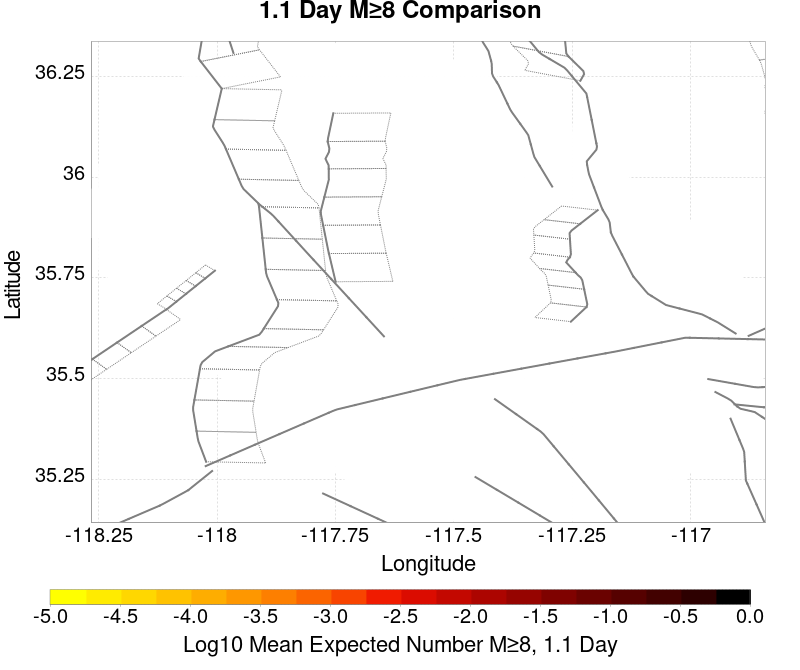 1.1 Day M≥8 Comparison
36.25
36
35.75
35.5
35.25
Latitude
-118.25 -118 -117.75 -117.5 -117.25 -117
Longitude
-5.0 -4.5 -4.0 -3.5 -3.0 -2.5 -2.0 -1.5 -1.0 -0.5 0.0
Log10 Mean Expected Number M≥8, 1.1 Day